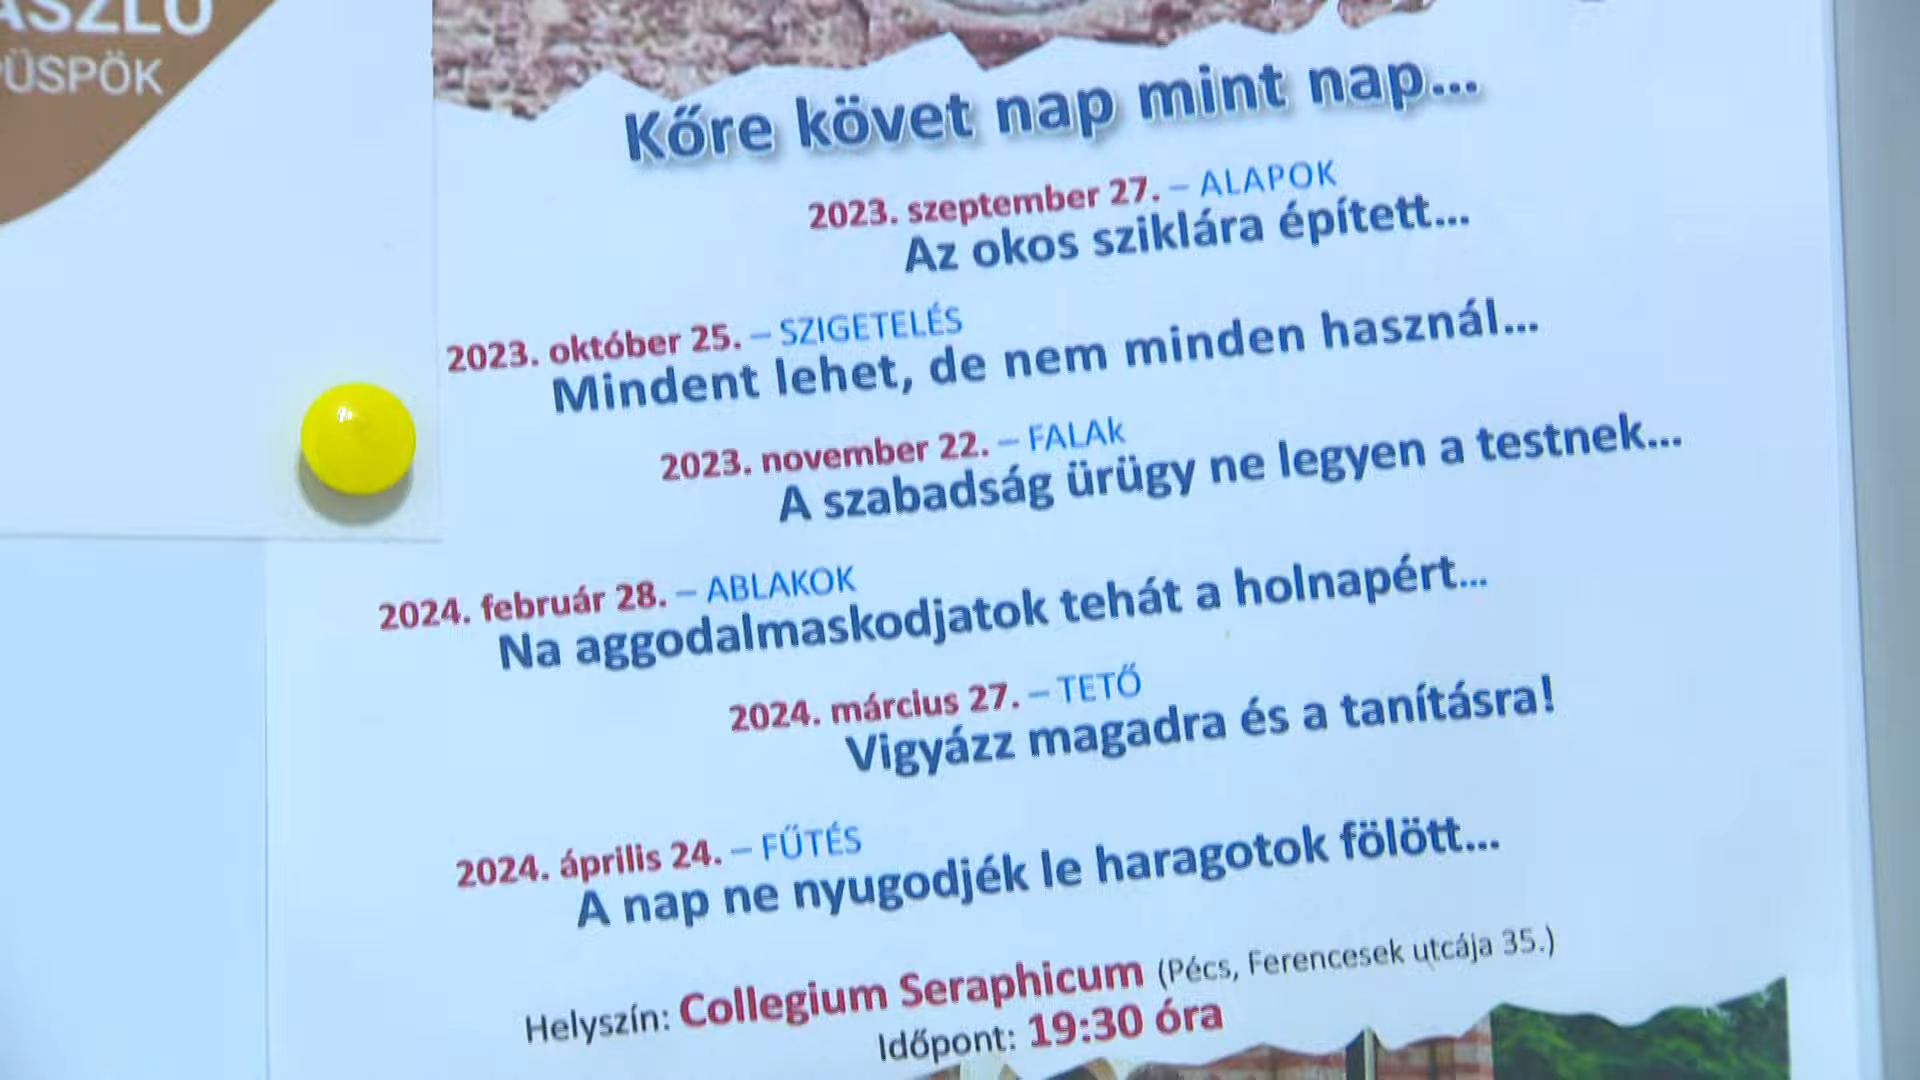 ÜSPÖK
Kőre követ nap mint nap...
2023. szeptember 27. – ALAPOK
Az okos sziklára épített...
2023. október 25. – SZIGETELÉS
Mindent lehet, de nem minden használ...
2023. november 22. – FALAk
A szabadság ürügy ne legyen a testnek...
2024. február 28. – ABLAKOK
Na aggodalmaskodjatok tehát a holnapért...
2024. március 27. – TETŐ
Vigyázz magadra és a tanításra!
2024. április 24. – FŰTÉS
A nap ne nyugodjék le haragotok fölött...
Helyszín: Collegium Seraphicum (Pécs, Ferencesek utcája 35.)
Időpont: 19:30 óra